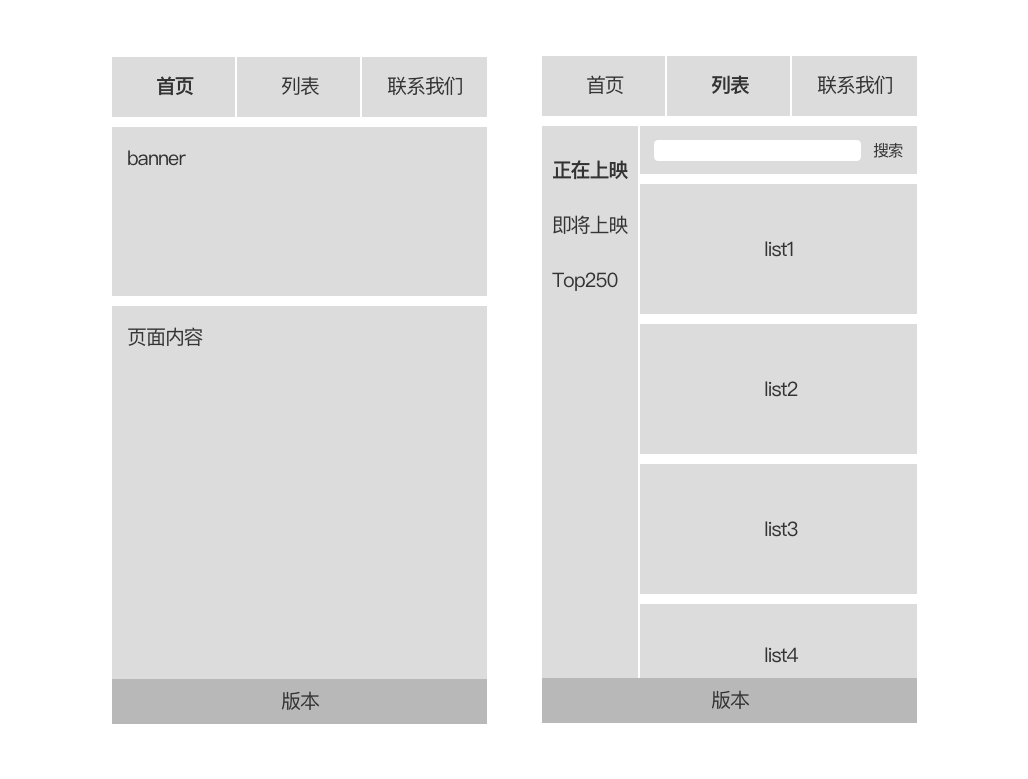 首页
列表
联系我们
banner
页面内容
版本
首页
列表
联系我们
正在上映
即将上映
Top250
搜索
list1
list2
list3
list4
版本